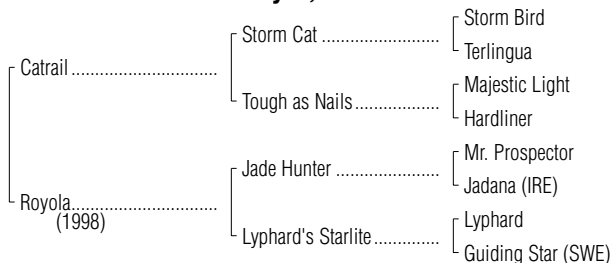 Storm Bird
Storm Cat ........................
Terlingua
Catrail .............................
Majestic Light
Tough as Nails .................
Hardliner
Mr. Prospector
Jade Hunter .....................
Jadana (IRE)
Royola.............................
(1998)
Lyphard
Lyphard's Starlite .............
Guiding Star (SWE)